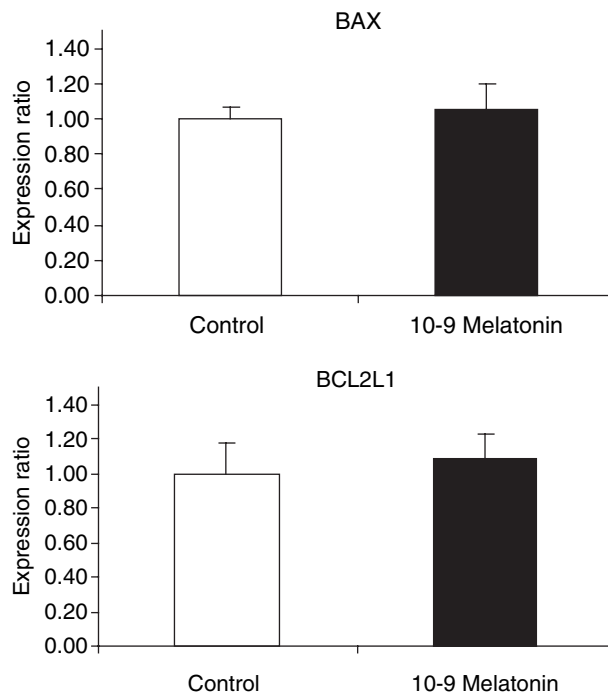 BAX
1.40
1.20
1.00
0.80
0.60
0.40
0.20
0.00
Expression ratio
Control
10-9 Melatonin
BCL2L1
1.40
1.20
1.00
0.80
0.60
0.40
0.20
0.00
Expression ratio
Control
10-9 Melatonin